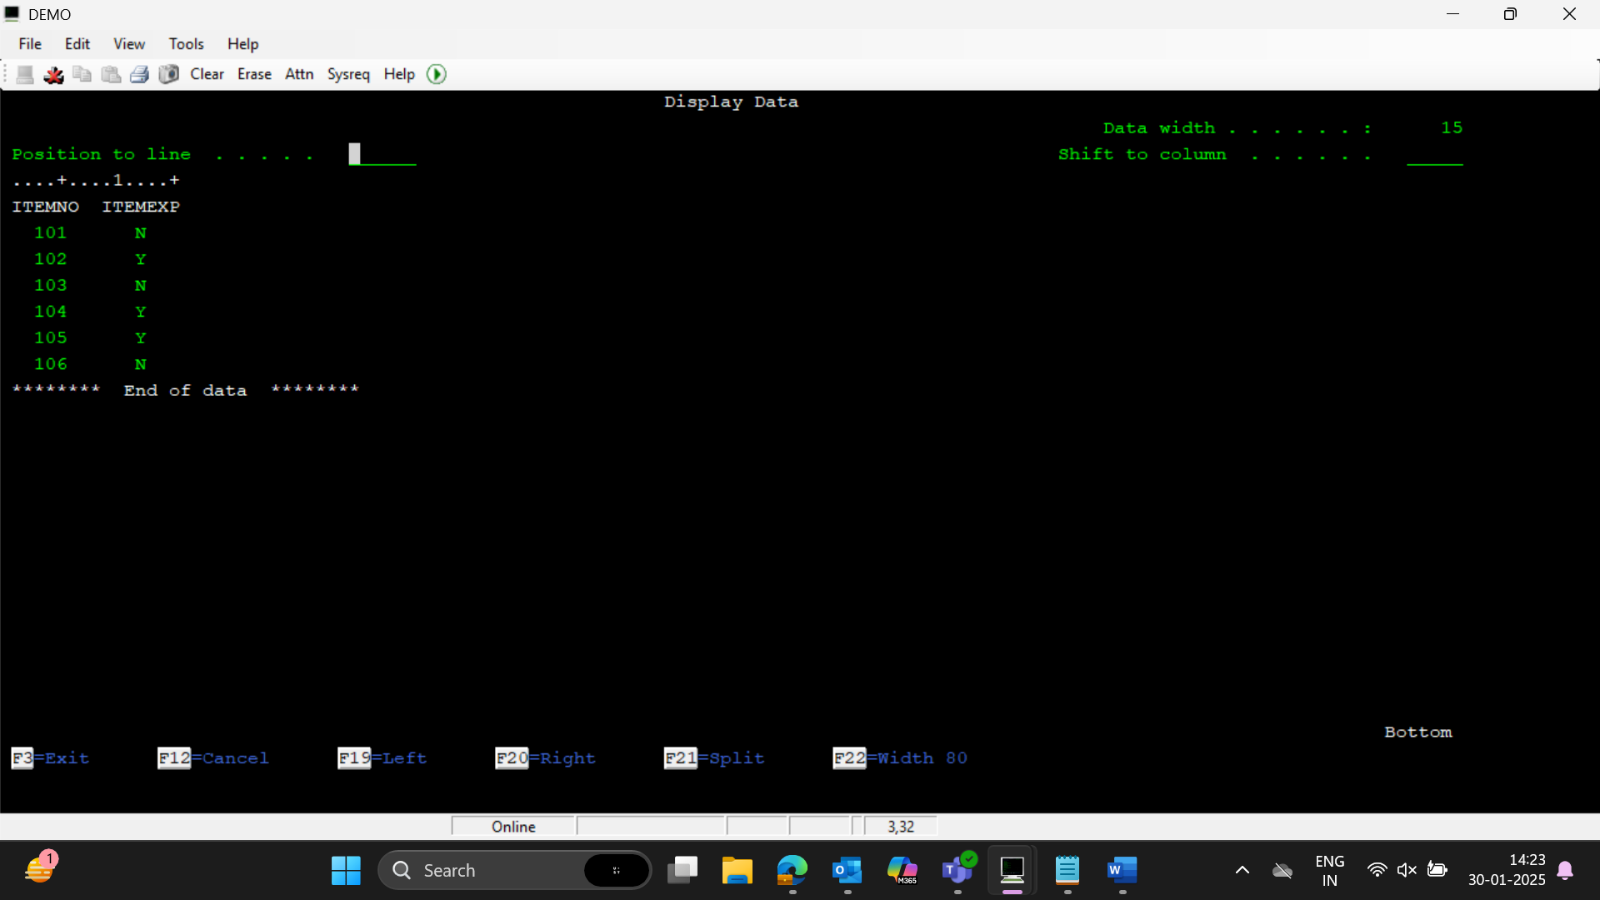 DEMO
File Edit View Tools Help
Clear Erase Attn Sysreq Help
Display Data
Data width . . . . . . : 15
Position to line . . . . . Shift to column . . . . . .
....+....1....+
ITEMNO ITEMEXP
101 N
102 Y
103 N
104 Y
105 Y
106 N
******** End of data ********
Bottom
F3=Exit F12=Cancel F19=Left F20=Right F21=Split F22=Width 80
Online 3,32
1 Search M365 ENG 14:23
IN 30-01-2025